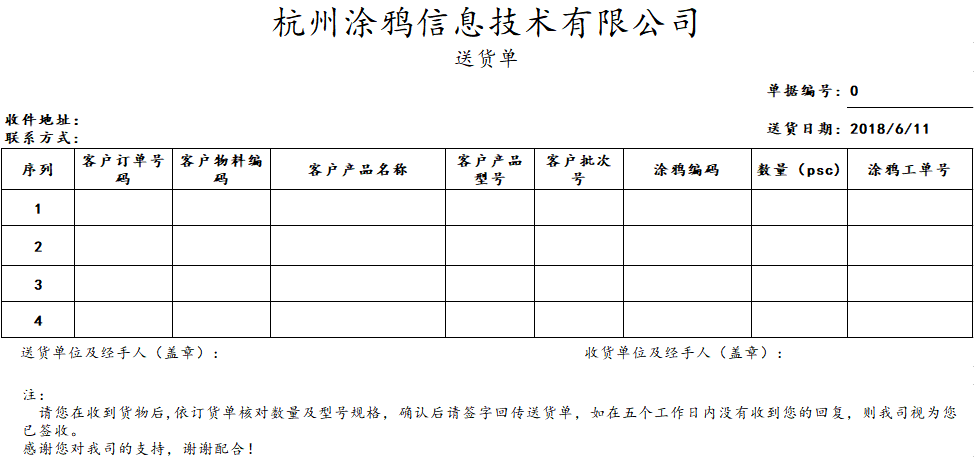 杭州涂鸦信息技术有限公司
送货单
单据编号：0
收件地址：
联系方式：
送货日期：2018/6/11
序列 客户订单号码 客户物料编码 客户产品名称 客户产品型号 客户批次号 涂鸦编码 数量（psc) 涂鸦工单号
1
2
3
4
送货单位及经手人（盖章）： 收货单位及经手人（盖章）：
注：
请您在收到货物后,依订货单核对数量及型号规格，确认后请签字回传送货单，如在五个工作日内没有收到您的回复，则我司视为您
已签收。
感谢您对我司的支持，谢谢配合！